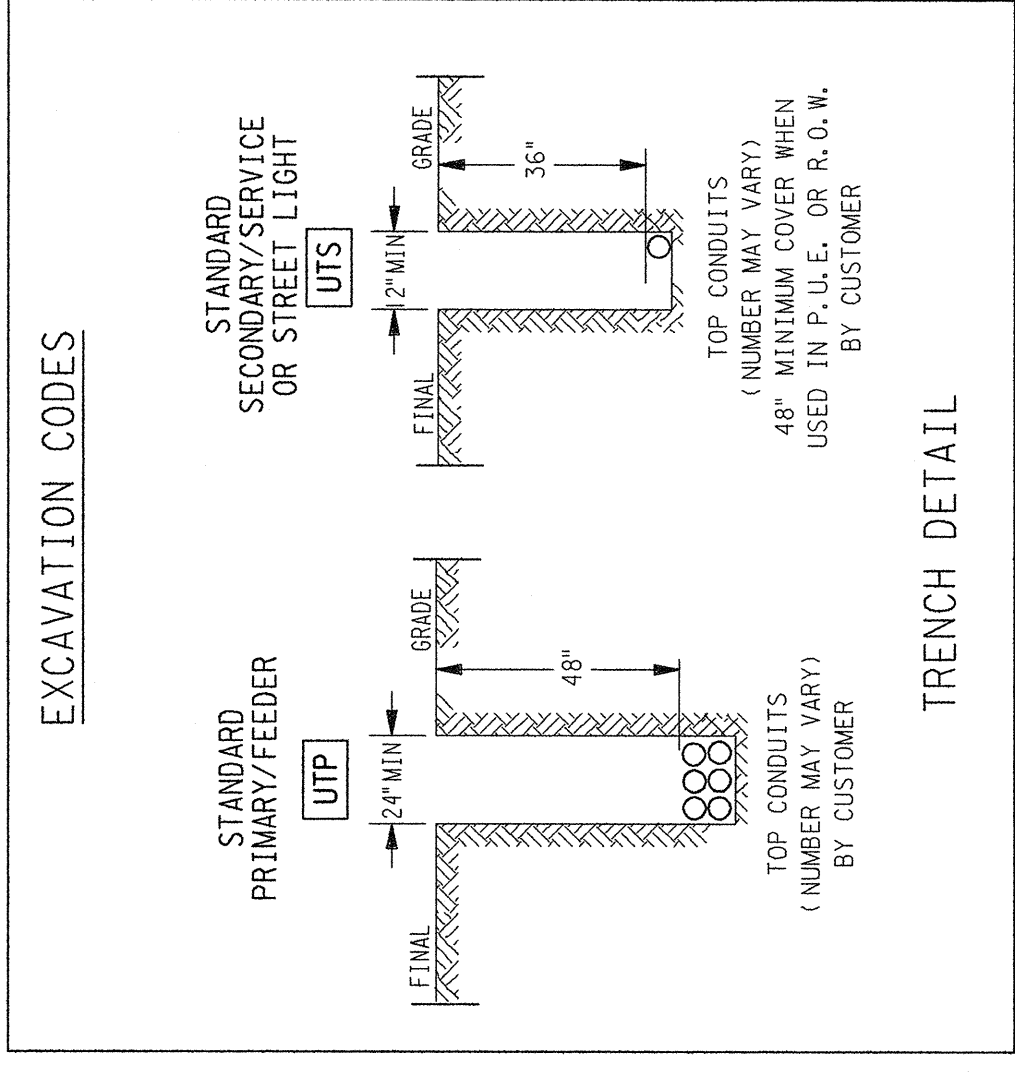 EXCAVATION CODES
STANDARD
PRIMARY/FEEDER
UTP
24"MIN
FINAL
GRADE
48"
TOP CONDUITS
(NUMBER MAY VARY)
BY CUSTOMER
STANDARD
SECONDARY/SERVICE
OR STREET LIGHT
UTS
12"MIN
FINAL
GRADE
36"
TOP CONDUITS
(NUMBER MAY VARY)
48" MINIMUM COVER WHEN
USED IN P.U.E. OR R.O.W.
BY CUSTOMER
TRENCH DETAIL